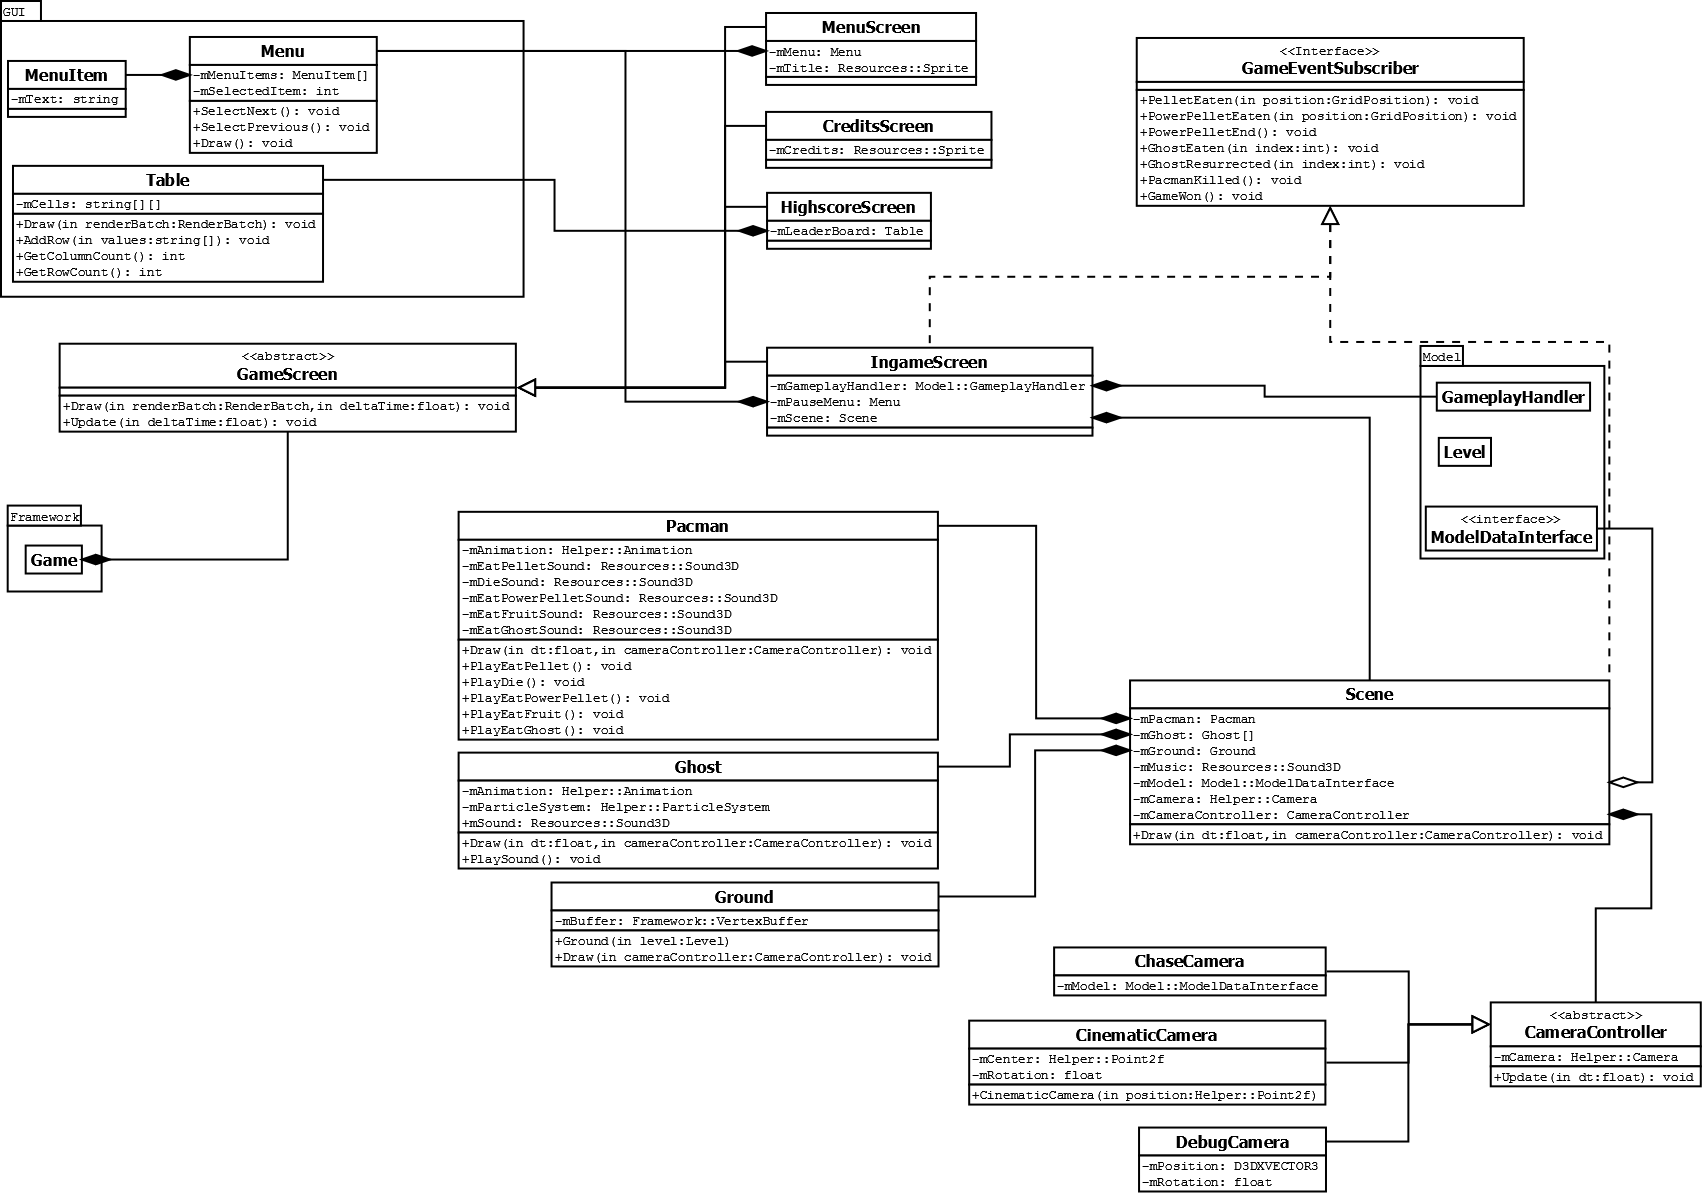 GUI
MenuItem
-mText: string
Menu
-mMenuItems: MenuItem[]
-mSelectedItem: int
+SelectNext(): void
+SelectPrevious(): void
+Draw(): void
Table
-mCells: string[][]
+Draw(in renderBatch:RenderBatch): void
+AddRow(in values:string[]): void
+GetColumnCount(): int
+GetRowCount(): int
MenuScreen
-mMenu: Menu
-mTitle: Resources::Sprite
CreditsScreen
-mCredits: Resources::Sprite
HighscoreScreen
-mLeaderBoard: Table
<<Interface>>
GameEventSubscriber
+PelletEaten(in position:GridPosition): void
+PowerPelletEaten(in position:GridPosition): void
+PowerPelletEnd(): void
+GhostEaten(in index:int): void
+GhostResurrected(in index:int): void
+PacmanKilled(): void
+GameWon(): void
<<abstract>>
GameScreen
+Draw(in renderBatch:RenderBatch,in deltaTime:float): void
+Update(in deltaTime:float): void
IngameScreen
-mGameplayHandler: Model::GameplayHandler
-mPauseMenu: Menu
-mScene: Scene
Model
GameplayHandler
Level
<<interface>>
ModelDataInterface
Framework
Game
Pacman
-mAnimation: Helper::Animation
-mEatPelletSound: Resources::Sound3D
-mDieSound: Resources::Sound3D
-mEatPowerPelletSound: Resources::Sound3D
-mEatFruitSound: Resources::Sound3D
-mEatGhostSound: Resources::Sound3D
+Draw(in dt:float,in cameraController:CameraController): void
+PlayEatPellet(): void
+PlayDie(): void
+PlayEatPowerPellet(): void
+PlayEatFruit(): void
+PlayEatGhost(): void
Ghost
-mAnimation: Helper::Animation
-mParticleSystem: Helper::ParticleSystem
+mSound: Resources::Sound3D
+Draw(in dt:float,in cameraController:CameraController): void
+PlaySound(): void
Ground
-mBuffer: Framework::VertexBuffer
+Ground(in level:Level)
+Draw(in cameraController:CameraController): void
Scene
-mPacman: Pacman
-mGhost: Ghost[]
-mGround: Ground
-mMusic: Resources::Sound3D
-mModel: Model::ModelDataInterface
-mCamera: Helper::Camera
-mCameraController: CameraController
+Draw(in dt:float,in cameraController:CameraController): void
ChaseCamera
-mModel: Model::ModelDataInterface
CinematicCamera
-mCenter: Helper::Point2f
-mRotation: float
+CinematicCamera(in position:Helper::Point2f)
DebugCamera
-mPosition: D3DXVECTOR3
-mRotation: float
<<abstract>>
CameraController
-mCamera: Helper::Camera
+Update(in dt:float): void